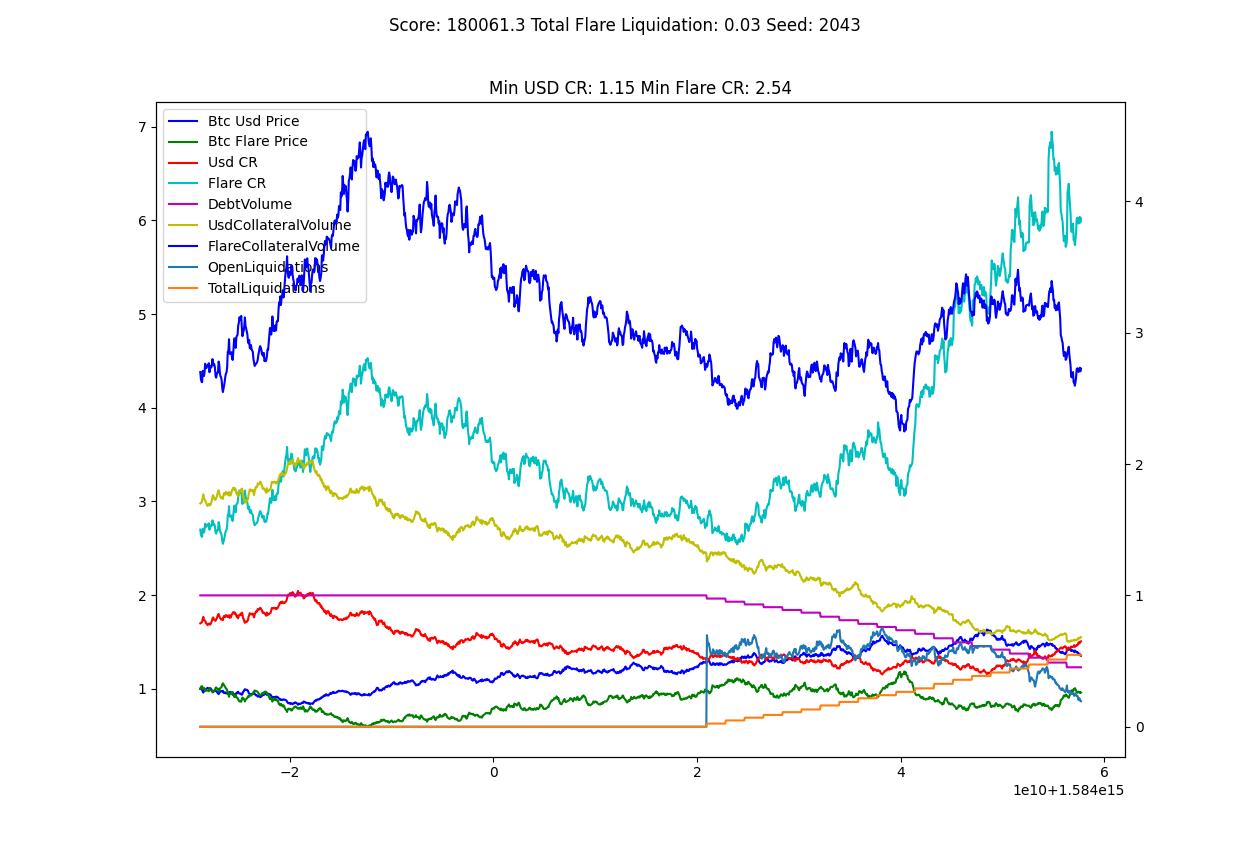 Score: 180061.3 Total Flare Liquidation: 0.03 Seed: 2043
Min USD CR: 1.15 Min Flare CR: 2.54
Btc Usd Price
Btc Flare Price
Usd CR
Flare CR
DebtVolume
UsdCollateralVolume
FlareCollateralVolume
OpenLiquidations
TotalLiquidations
7
6
5
4
3
2
1
4
3
2
1
0
−2
0
2
4
6
1e10+1.584e15